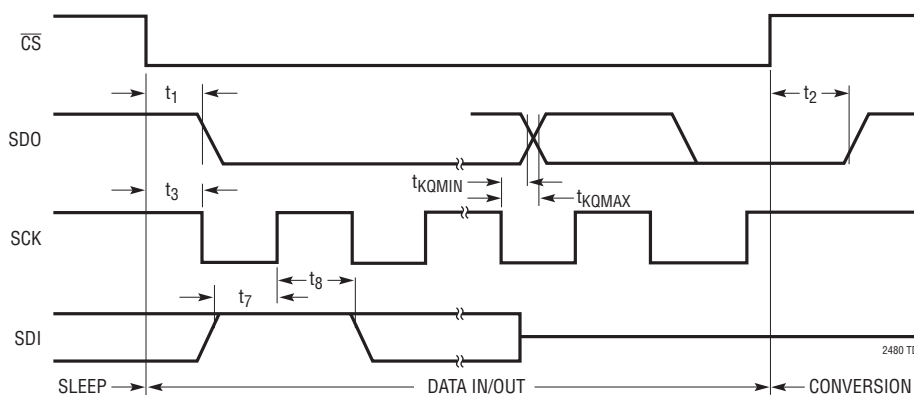 CS
t1
t2
SDO
tKQMIN
t3
tKQMAX
SCK
t8
t7
SDI
2480 TD
SLEEP
DATA IN/OUT
CONVERSION